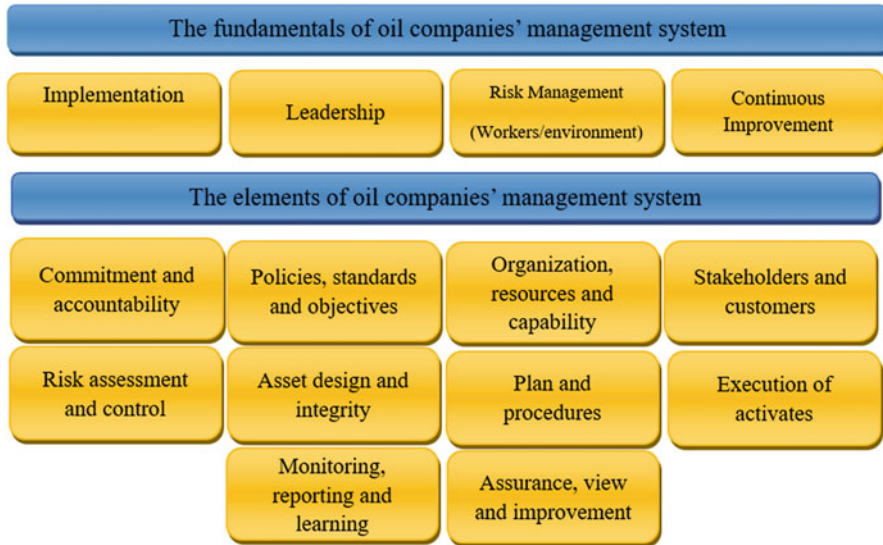 The fundamentals of oil companies’ management system
Implementation
Leadership
Risk Management
(Workers/environment)
Continuous
Improvement
The elements of oil companies’ management system
Commitment and
accountability
Policies, standards
and objectives
Organization,
resources and
capability
Stakeholders and
customers
Risk assessment
and control
Asset design and
integrity
Plan and
procedures
Execution of
activates
Monitoring,
reporting and
learning
Assurance, view
and improvement